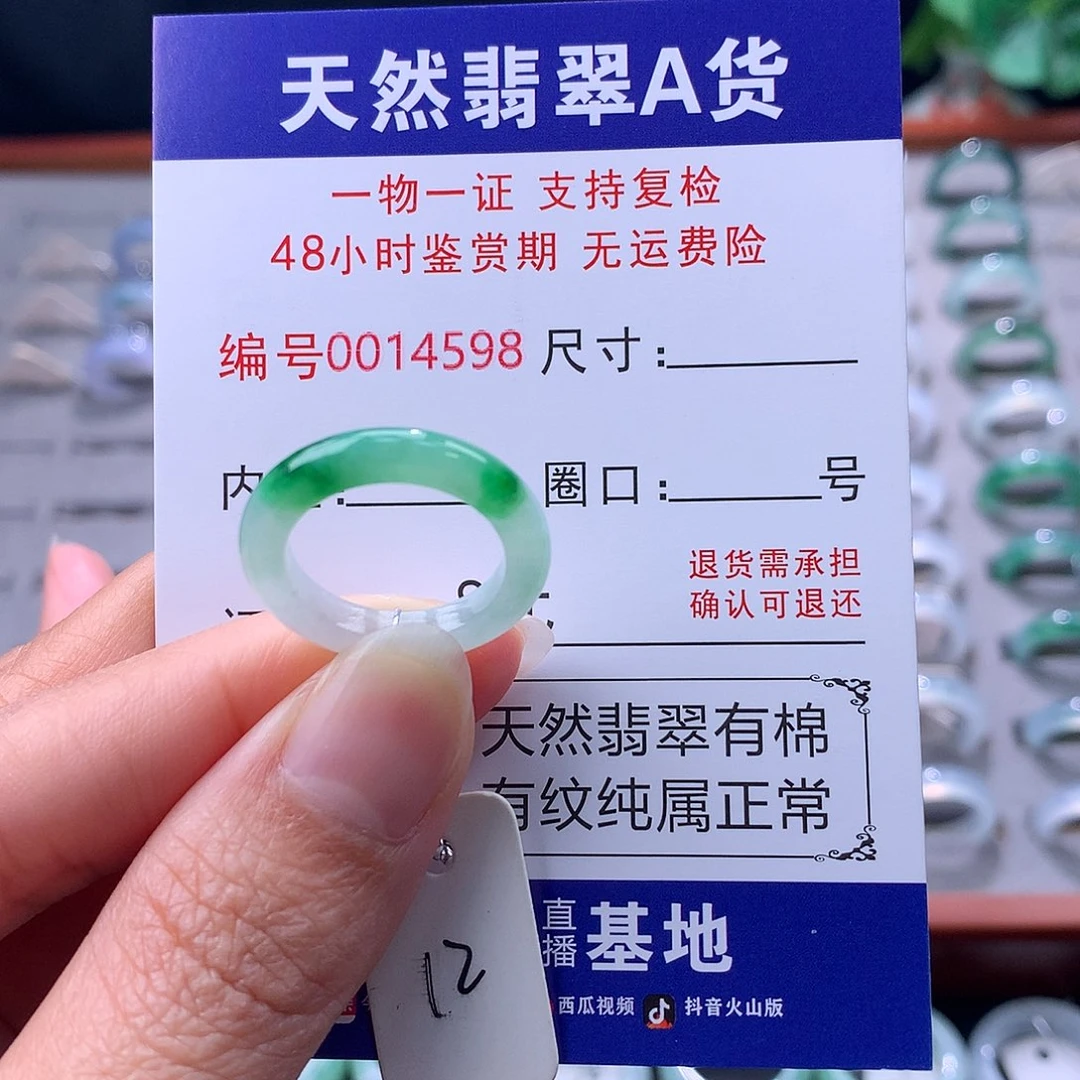 天然翡翠A货
一物一证 支持复检
48小时鉴赏期 无运费险
编号0014598 尺寸:
内 : 圈口: 号
退货需承担
确认可退还
天然翡翠有棉
有纹纯属正常
直播基地
西瓜视频 抖音火山版
12